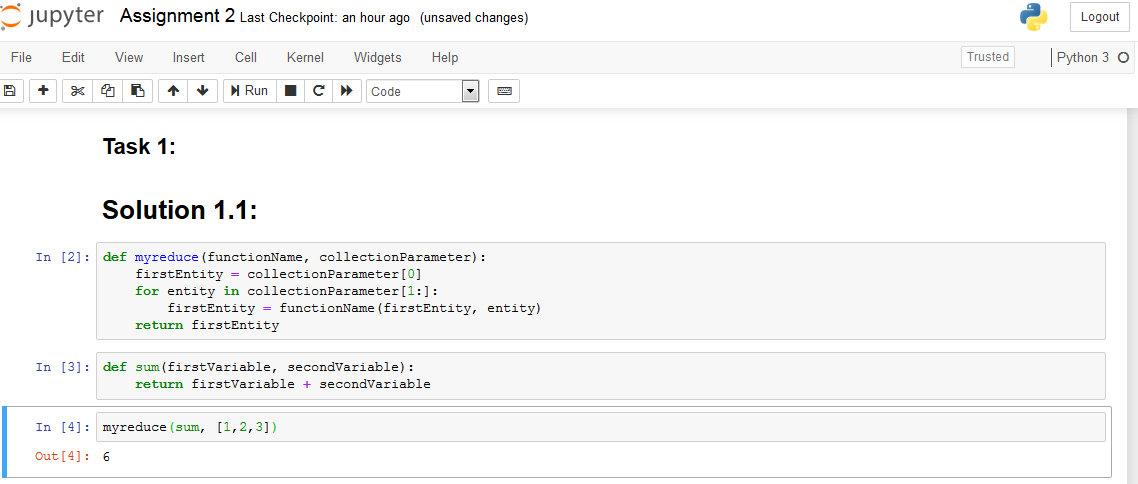 jupyter Assignment 2 Last Checkpoint: an hour ago (unsaved changes) Logout
File Edit View Insert Cell Kernel Widgets Help Trusted Python 3
Run Code
Task 1:
Solution 1.1:
In [2]: def myreduce(functionName, collectionParameter):
    firstEntity = collectionParameter[0]
    for entity in collectionParameter[1:]:
        firstEntity = functionName(firstEntity, entity)
    return firstEntity
In [3]: def sum(firstVariable, secondVariable):
    return firstVariable + secondVariable
In [4]: myreduce(sum, [1,2,3])
Out[4]: 6